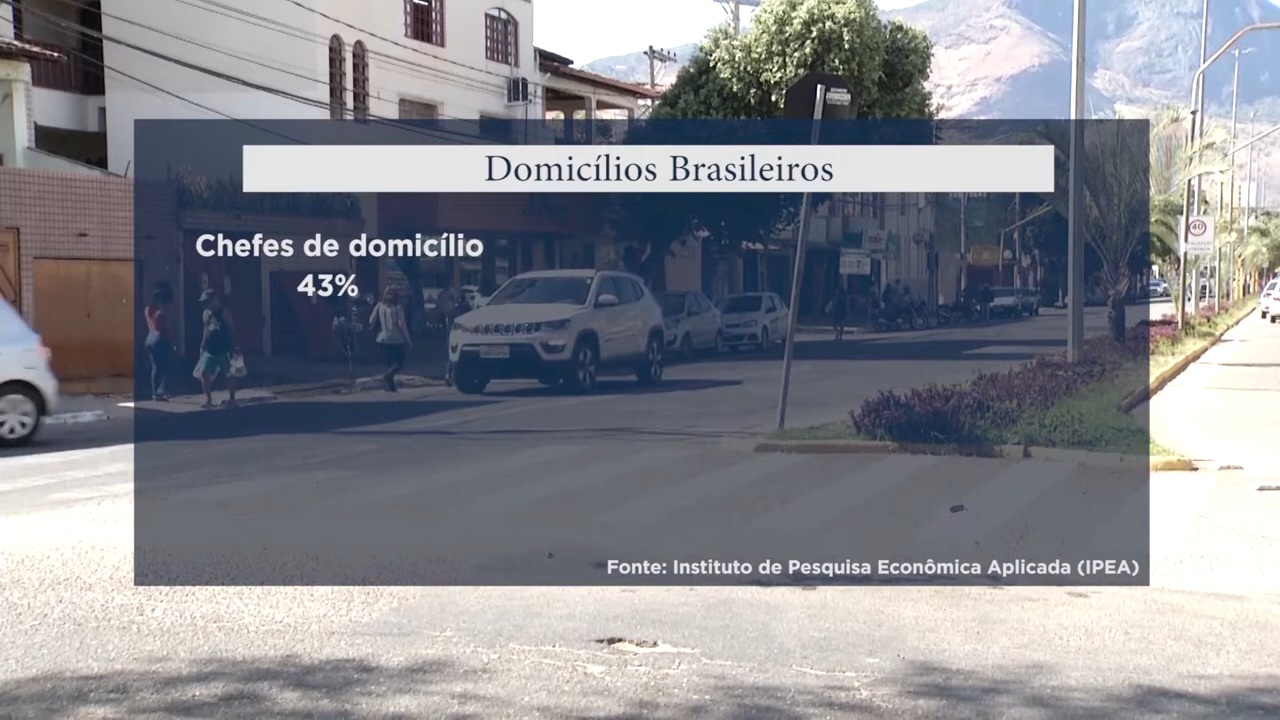 Domicílios Brasileiros
Chefes de domicílio
43%
40
Fonte: Instituto de Pesquisa Econômica Aplicada (IPEA)